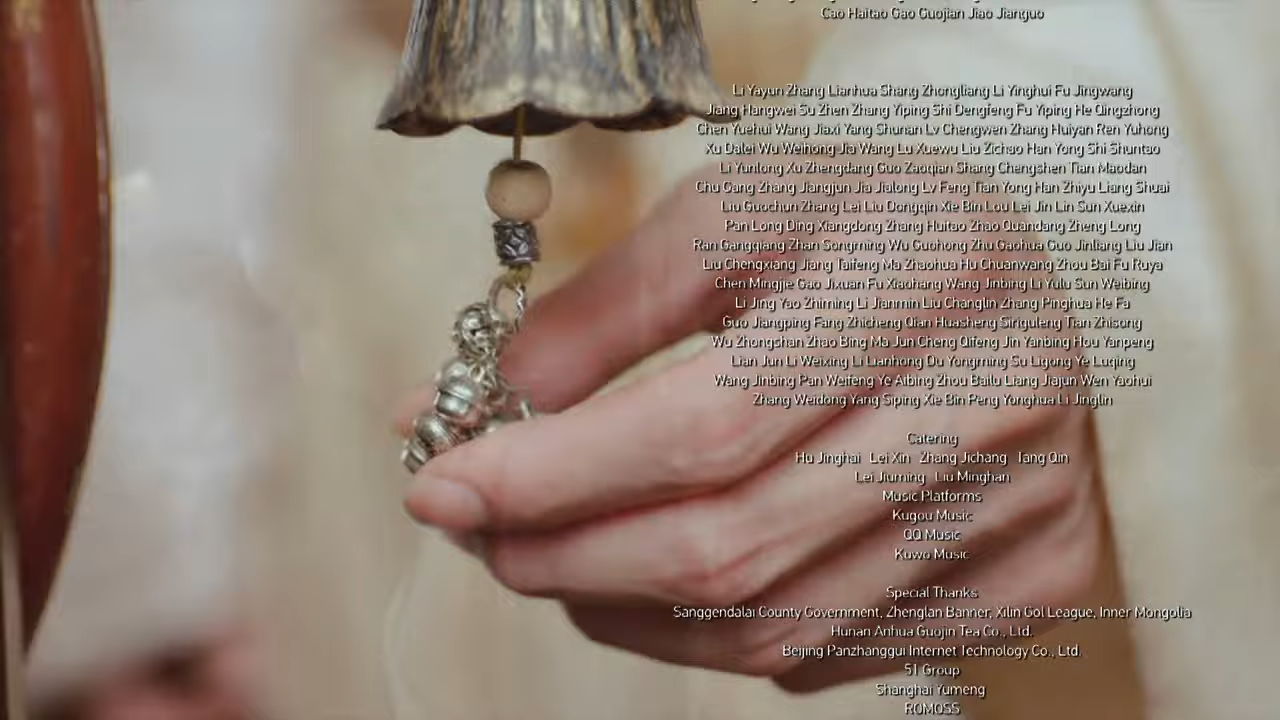 Cao Haitao Gao Guojian Jiao Jianguo
Li Yayun Zhang Lianhua Shang Zhongliang Li Yinghui Fu Jingwang
Jiang Hangwei Su Zhen Zhang Yiping Shi Dengfeng Fu Yiping He Qingzhong
Chen Yuehui Wang Jiaxi Yang Shunan Lv Chengwen Zhang Huiyan Ren Yuhong
Xu Dalei Wu Weihong Jia Wang Lu Xuewu Liu Zichao Han Yong Shi Shuntao
Li Yunlong Xu Zhengdang Guo Zaoqian Shang Chengshen Tian Maodan
Chu Gang Zhang Jiangjun Jia Jialong Lv Feng Tian Yong Han Zhiyu Liang Shuai
Liu Guochun Zhang Lei Liu Dongqin Xie Bin Lou Lei Jin Lin Sun Xuexin
Pan Long Ding Xiangdong Zhang Huitao Zhao Quandang Zheng Long
Ran Gangqiang Zhan Songming Wu Guohong Zhu Gaohua Guo Jinliang Liu Jian
Liu Chengxiang Jiang Taifeng Ma Zhaohua Hu Chuanwang Zhou Bai Fu Ruya
Chen Mingjie Gao Jixuan Fu Xiaohang Wang Jinbing Li Yulu Sun Weibing
Li Jing Yao Zhiming Li Jianmin Liu Changlin Zhang Pinghua He Fa
Guo Jiangping Fang Zhicheng Qian Huasheng Siriguleng Tian Zhisong
Wu Zhongshan Zhao Bing Ma Jun Cheng Qifeng Jin Yanbing Hou Yanpeng
Lian Jun Li Weixing Li Lianhong Du Yongming Su Ligong Ye Luqing
Wang Jinbing Pan Weifeng Ye Aibing Zhou Bailu Liang Jiajun Wen Yaohui
Zhang Weidong Yang Siping Xie Bin Peng Yonghua Li Jinglin
Catering
Hu Jinghai Lei Xin Zhang Jichang Tang Qin
Lei Jiuming Liu Minghan
Music Platforms
Kugou Music
QQ Music
Kuwo Music
Special Thanks
Sanggendalai County Government, Zhenglan Banner, Xilin Gol League, Inner Mongolia
Hunan Anhua Guojin Tea Co., Ltd.
Beijing Panzhanggui Internet Technology Co., Ltd.
51 Group
Shanghai Yumeng
ROMOSS